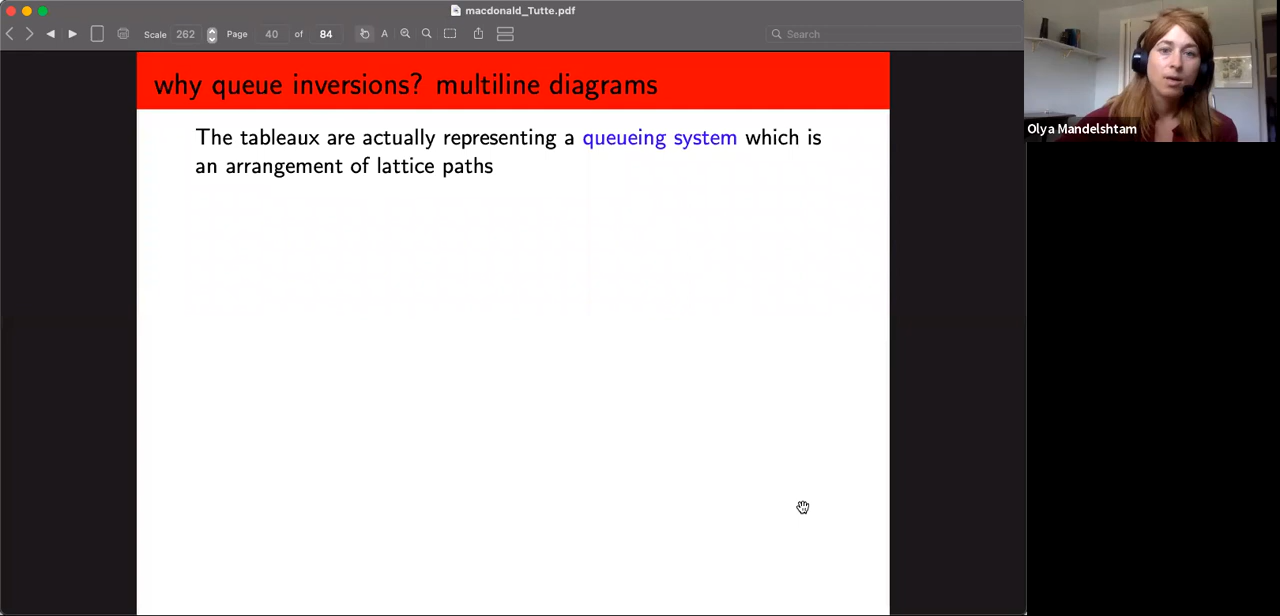 macdonald_Tutte.pdf
Scale 262 Page 40 of 84 A Search
why queue inversions? multiline diagrams
The tableaux are actually representing a queueing system which is
an arrangement of lattice paths
Olya Mandelshtam